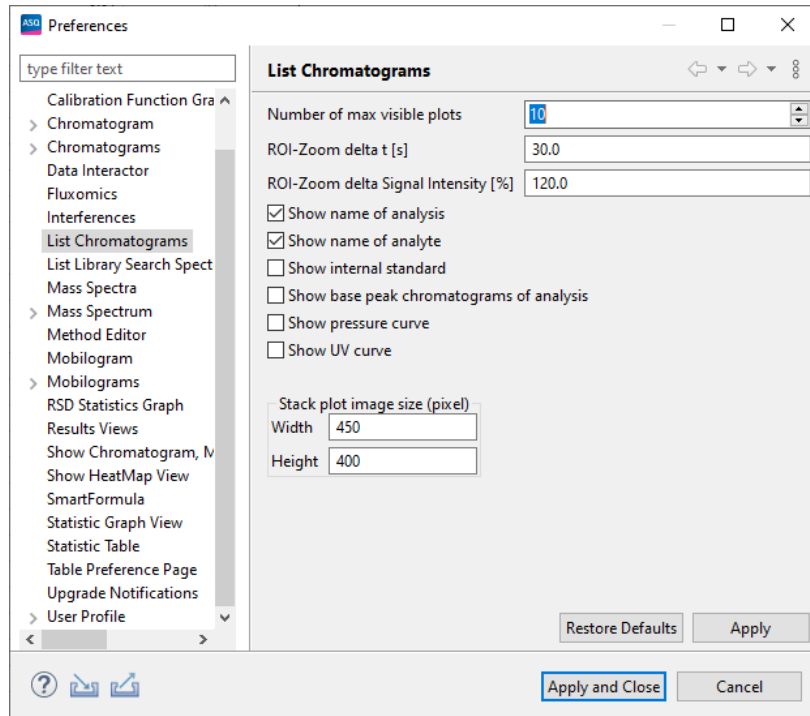 ASQ Preferences
type filter text
Calibration Function Gra
Chromatogram
Chromatograms
Data Interactor
Fluxomics
Interferences
List Chromatograms
List Library Search Spect
Mass Spectra
Mass Spectrum
Method Editor
Mobilogram
Mobilograms
RSD Statistics Graph
Results Views
Show Chromatogram, M
Show HeatMap View
SmartFormula
Statistic Graph View
Statistic Table
Table Preference Page
Upgrade Notifications
User Profile
List Chromatograms
Number of max visible plots 10
ROI-Zoom delta t [s] 30.0
ROI-Zoom delta Signal Intensity [%] 120.0
Show name of analysis
Show name of analyte
Show internal standard
Show base peak chromatograms of analysis
Show pressure curve
Show UV curve
Stack plot image size (pixel)
Width 450
Height 400
Restore Defaults Apply
? Apply and Close Cancel